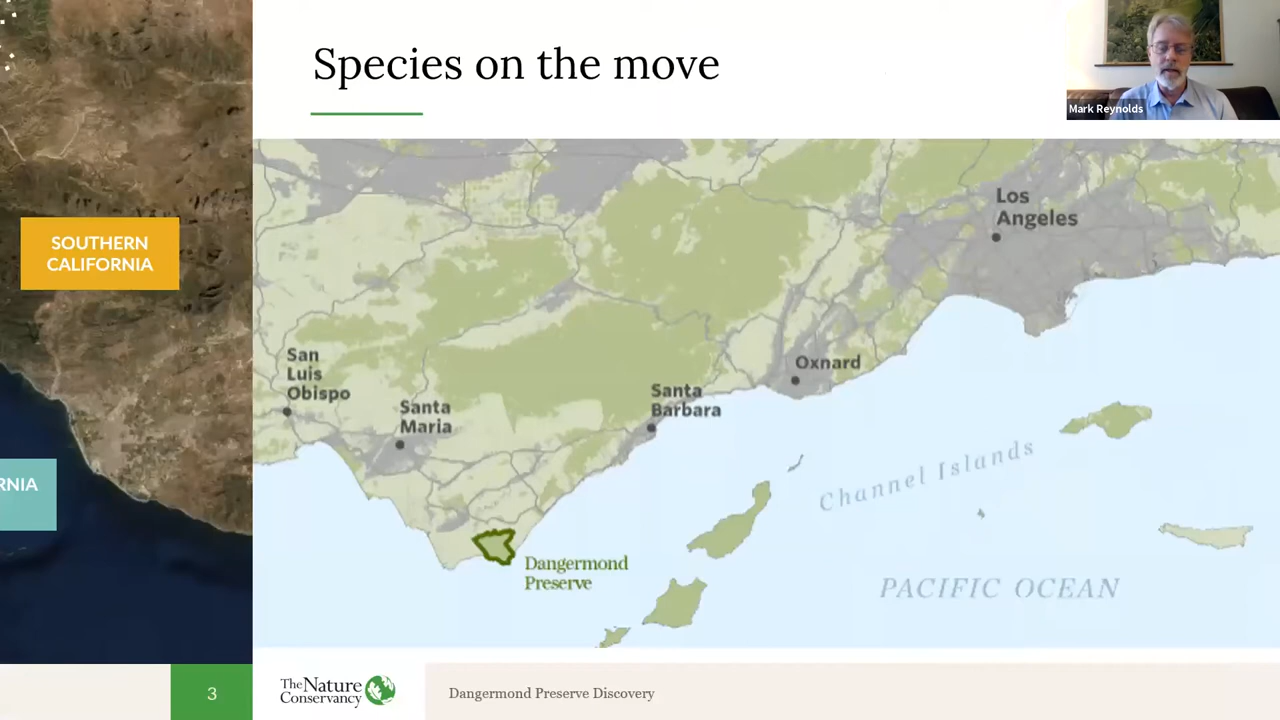 Species on the move
Mark Reynolds
SOUTHERN
CALIFORNIA
RNIA
Los
Angeles
San
Luis
Obispo
Santa
Maria
Santa
Barbara
Oxnard
Channel Islands
Dangermond
Preserve
PACIFIC OCEAN
3
The Nature
Conservancy
Dangermond Preserve Discovery